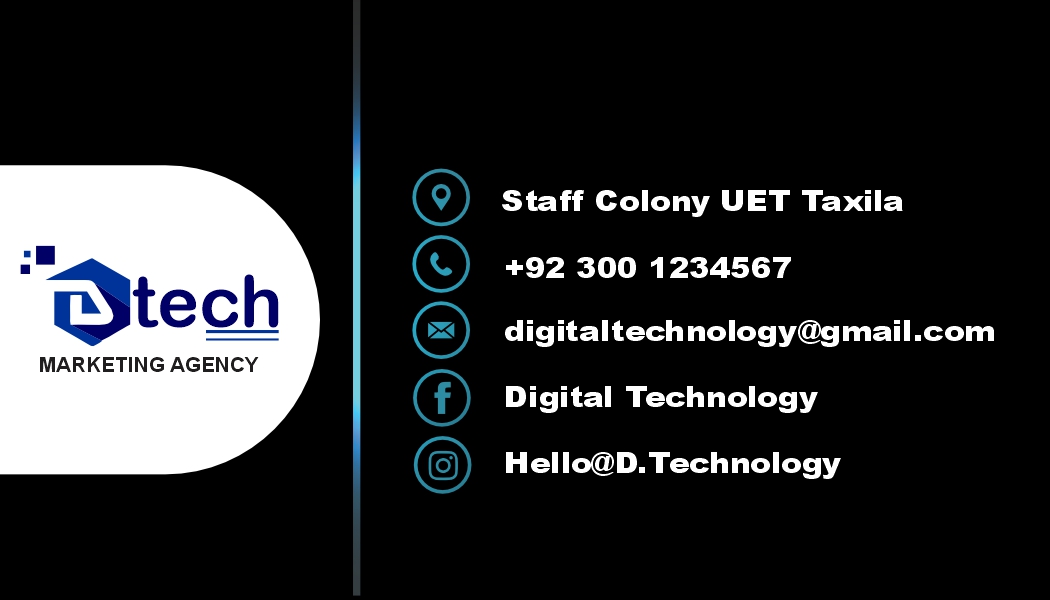 Dtech
MARKETING AGENCY
Staff Colony UET Taxila
+92 300 1234567
digitaltechnology@gmail.com
Digital Technology
Hello@D.Technology